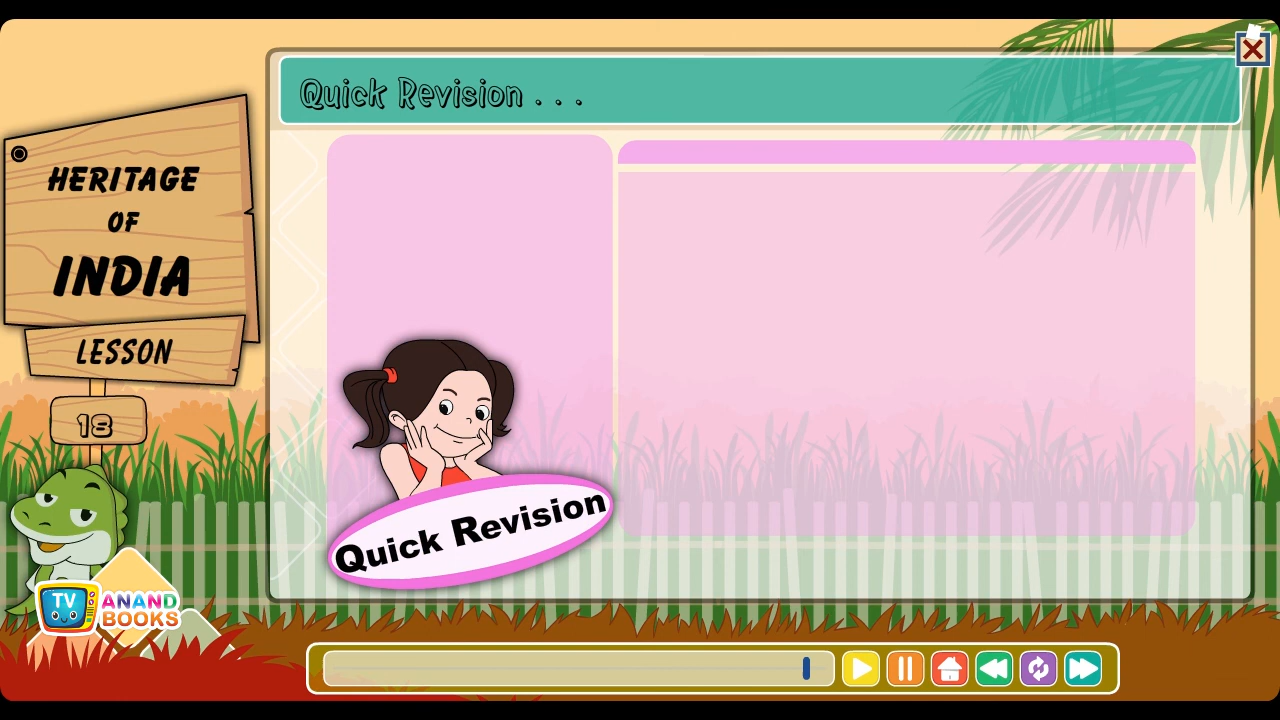 Quick Revision . . .
HERITAGE
OF
INDIA
LESSON
18
Quick Revision
TV
ANAND
BOOKS